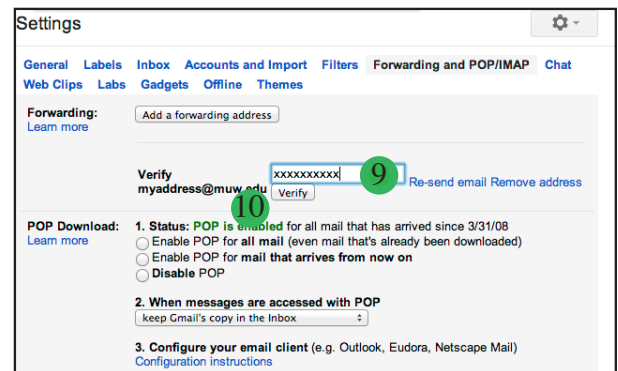 Settings
General Labels Inbox Accounts and Import Filters Forwarding and POP/IMAP Chat
Web Clips Labs Gadgets Offline Themes
Forwarding: Add a forwarding address
Learn more
Verify xxxxxxxxxx 9 Re-send email Remove address
myaddress@muw.edu Verify
10
POP Download: 1. Status: POP is enabled for all mail that has arrived since 3/31/08
Learn more Enable POP for all mail (even mail that's already been downloaded)
Enable POP for mail that arrives from now on
Disable POP
2. When messages are accessed with POP
keep Gmail's copy in the Inbox
3. Configure your email client (e.g. Outlook, Eudora, Netscape Mail)
Configuration instructions